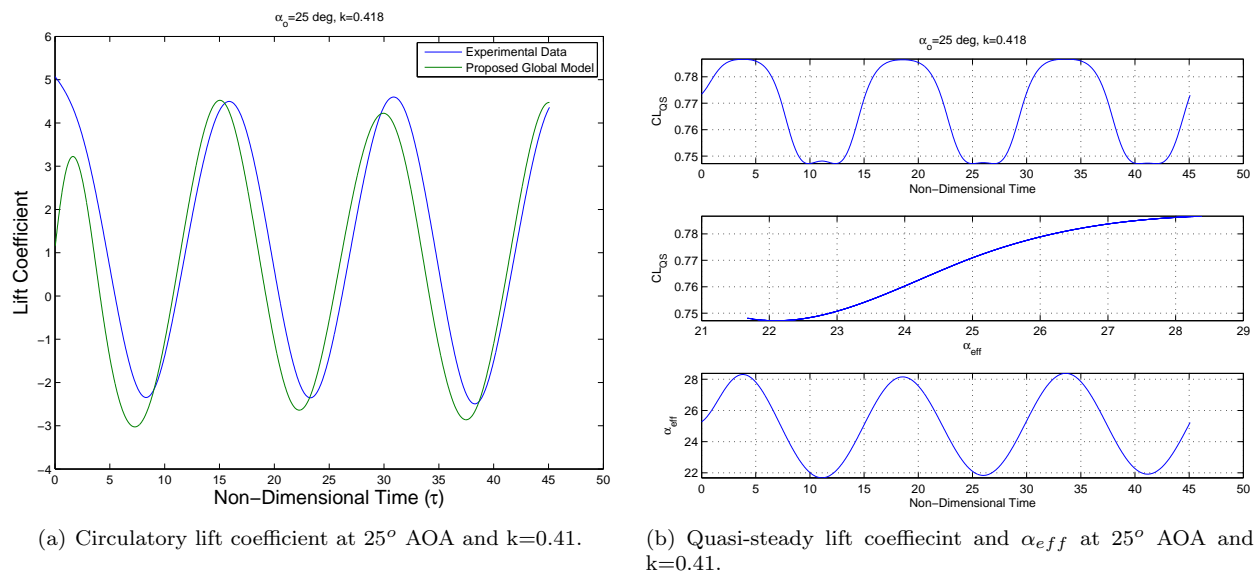 α_o=25 deg, k=0.418
6
5
4
3
2
1
0
−1
−2
−3
−4
Lift Coefficient
Experimental Data
Proposed Global Model
0 5 10 15 20 25 30 35 40 45 50
Non−Dimensional Time (τ)
(a) Circulatory lift coefficient at 25^o AOA and k=0.41.
α_o=25 deg, k=0.418
CL_QS
0.78
0.77
0.76
0.75
0 5 10 15 20 25 30 35 40 45 50
Non−Dimensional Time
CL_QS
0.78
0.77
0.76
0.75
21 22 23 24 25 26 27 28 29
α_eff
α_eff
28
26
24
22
0 5 10 15 20 25 30 35 40 45 50
Non−Dimensional Time
(b) Quasi-steady lift coeffiecint and α_eff at 25^o AOA and
k=0.41.